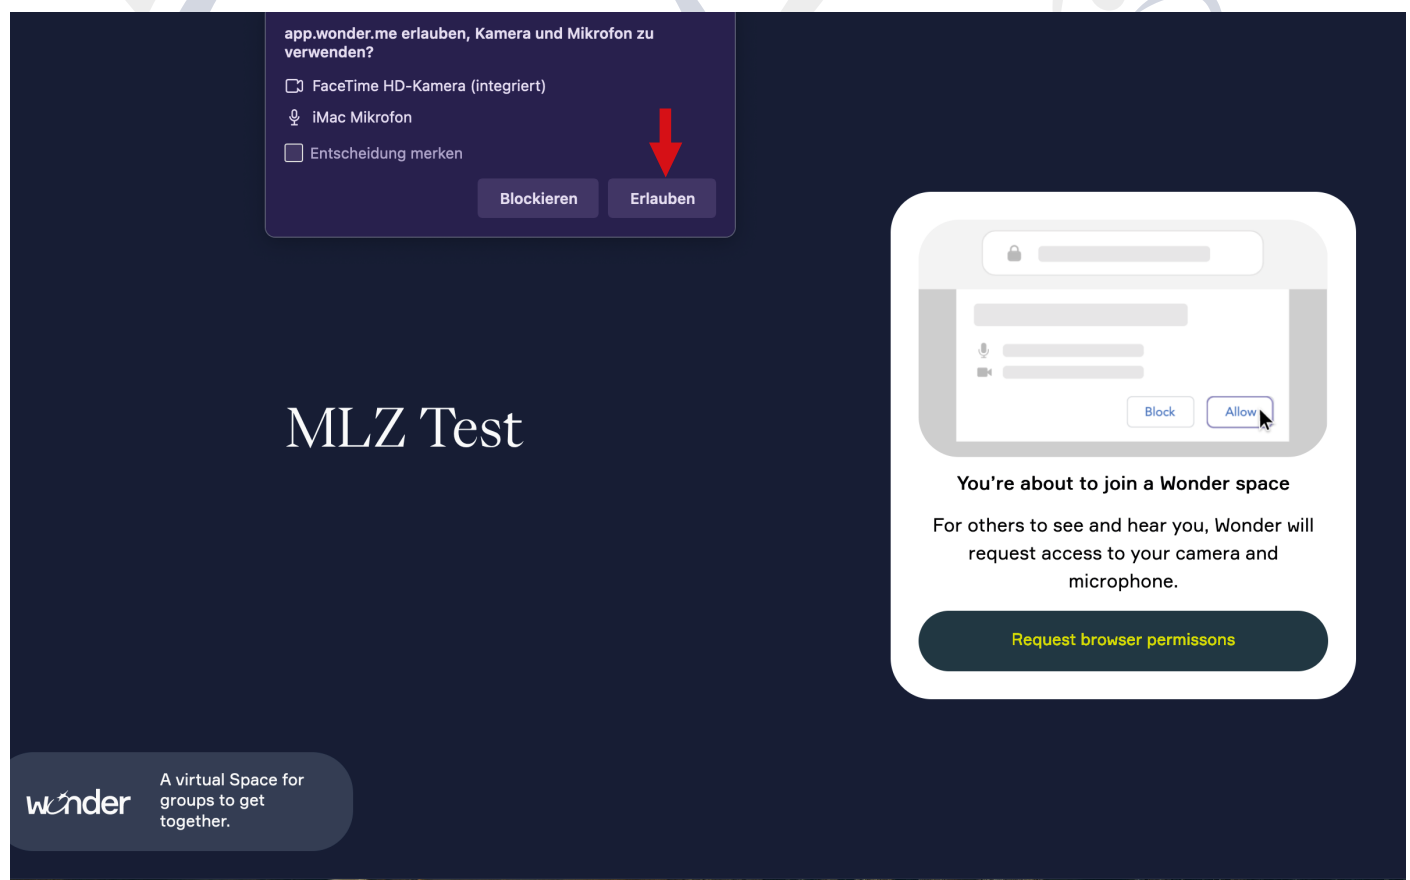 app.wonder.me erlauben, Kamera und Mikrofon zu
verwenden?
FaceTime HD-Kamera (integriert)
iMac Mikrofon
Entscheidung merken
Blockieren
Erlauben
MLZ Test
Block
Allow
You're about to join a Wonder space
For others to see and hear you, Wonder will
request access to your camera and
microphone.
Request browser permissons
wonder
A virtual Space for
groups to get
together.